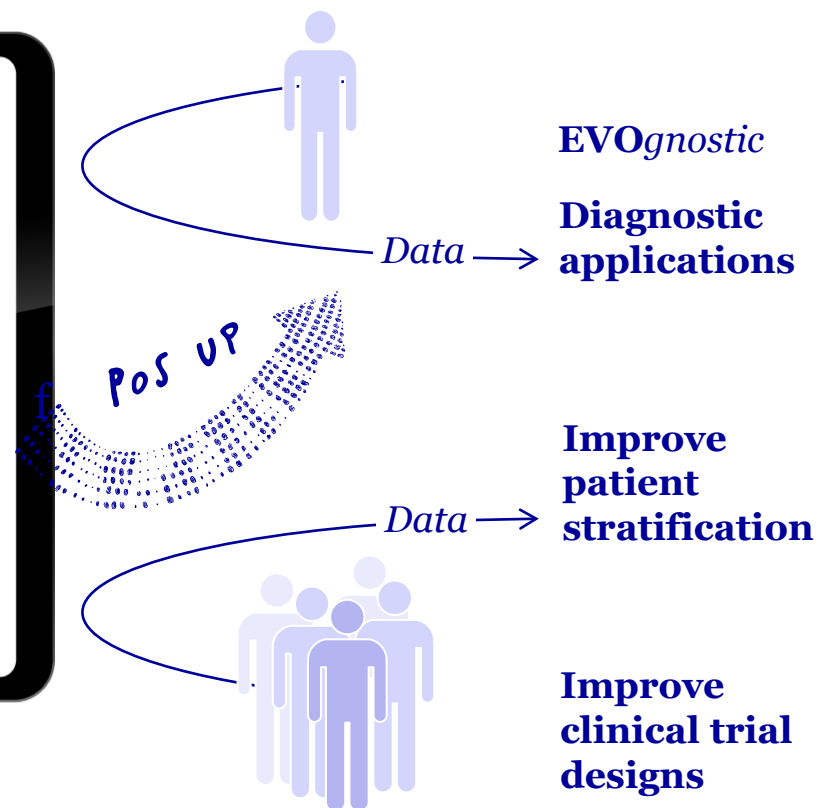 EVOgnostic
Diagnostic
applications
Data
POS UP
f
Improve
patient
stratification
Data
Improve
clinical trial
designs